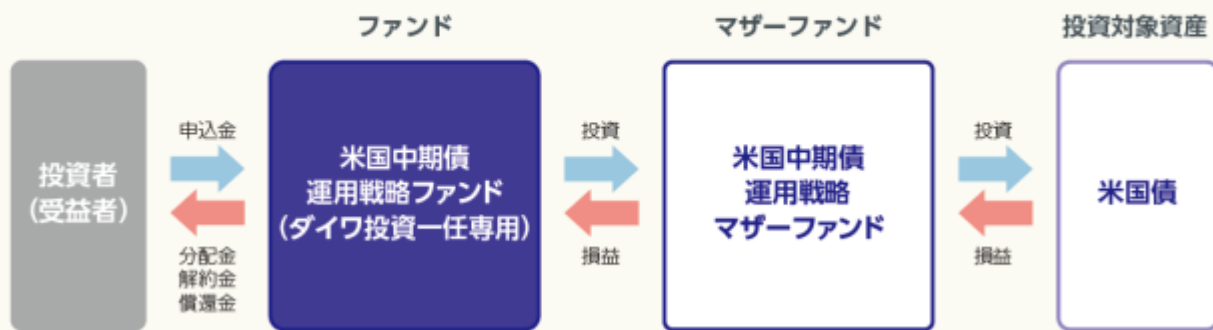 ファンド
マザーファンド
投資対象資産
投資者
(受益者)
申込金
分配金
解約金
償還金
米国中期債
運用戦略ファンド
(ダイワ投資一任専用)
投資
損益
米国中期債
運用戦略
マザーファンド
投資
損益
米国債